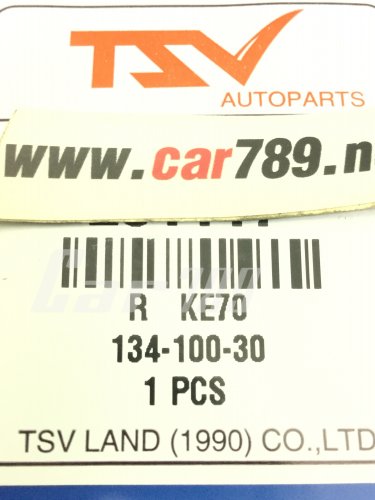 TSV
AUTOPARTS
www.car789.n
R KE70
134-100-30
1 PCS
TSV LAND (1990) CO.,LTD